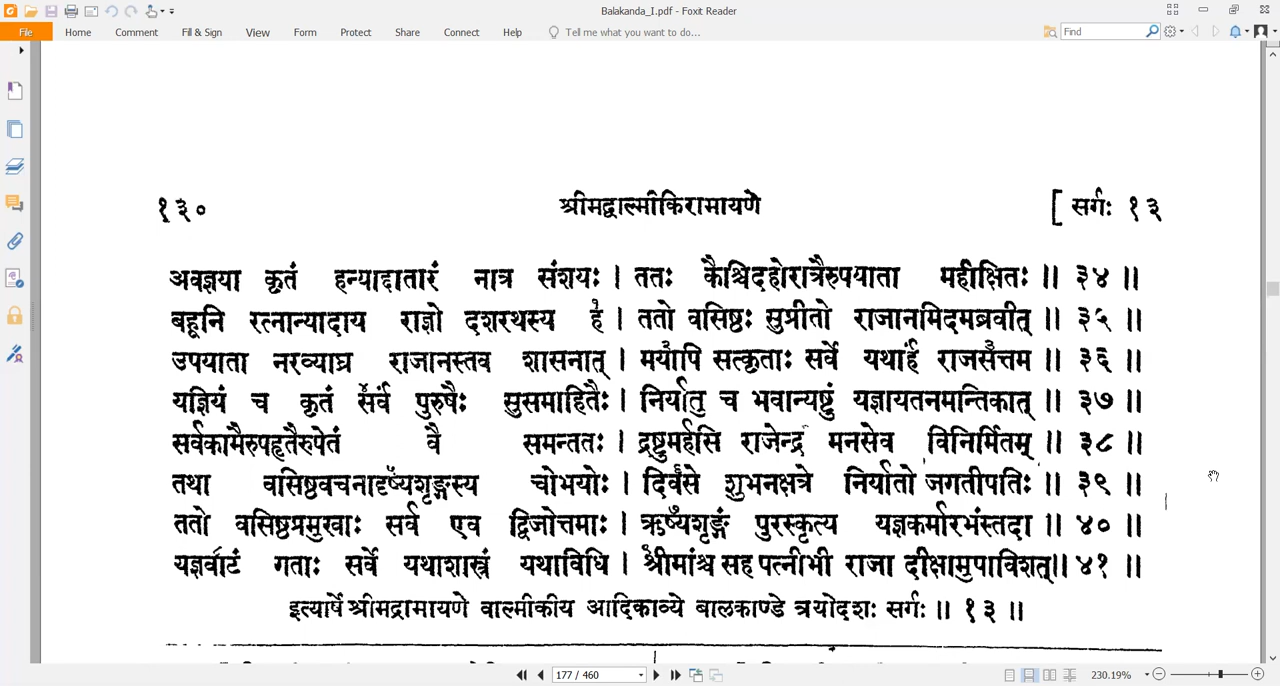 Balakanda_I.pdf - Foxit Reader
File Home Comment Fill & Sign View Form Protect Share Connect Help Tell me what you want to do... Find
१३० श्रीमद्वाल्मीकिरामायणे [ सर्गः १३
अवज्ञया कृतं हन्याद्दातारं नात्र संशयः । ततः कैश्चिदहोरात्रैरुपयाता महीक्षितः ॥ ३४ ॥
बहूनि रत्नान्यादाय राज्ञो दशरथस्य ह । ततो वसिष्ठः सुप्रीतो राजानमिदमब्रवीत् ॥ ३५ ॥
उपयाता नरव्याघ्र राजानस्तव शासनात् । मयापि सत्कृताः सर्वे यथार्हं राजसत्तम ॥ ३६ ॥
यज्ञियं च कृतं सर्वं पुरुषैः सुसमाहितैः । निर्यातु च भवान्यष्टुं यज्ञायतनमन्तिकात् ॥ ३७ ॥
सर्वकामैरुपहृतैरुपेतं वै समन्ततः । द्रष्टुमर्हसि राजेन्द्र मनसेव विनिर्मितम् ॥ ३८ ॥
तथा वसिष्ठवचनादृष्यशृङ्गस्य चोभयोः । दिवसे शुभनक्षत्रे निर्यातो जगतीपतिः ॥ ३९ ॥
ततो वसिष्ठप्रमुखाः सर्व एव द्विजोत्तमाः । ऋष्यशृङ्गं पुरस्कृत्य यज्ञकर्मारभंस्तदा ॥ ४० ॥
यज्ञवाटं गताः सर्वे यथाशास्त्रं यथाविधि । श्रीमांश्च सह पत्नीभी राजा दीक्षामुपाविशत् ॥ ४१ ॥
इत्यार्षे श्रीमद्रामायणे वाल्मीकीय आदिकाव्ये बालकाण्डे त्रयोदशः सर्गः ॥ १३ ॥
177 / 460 230.19%